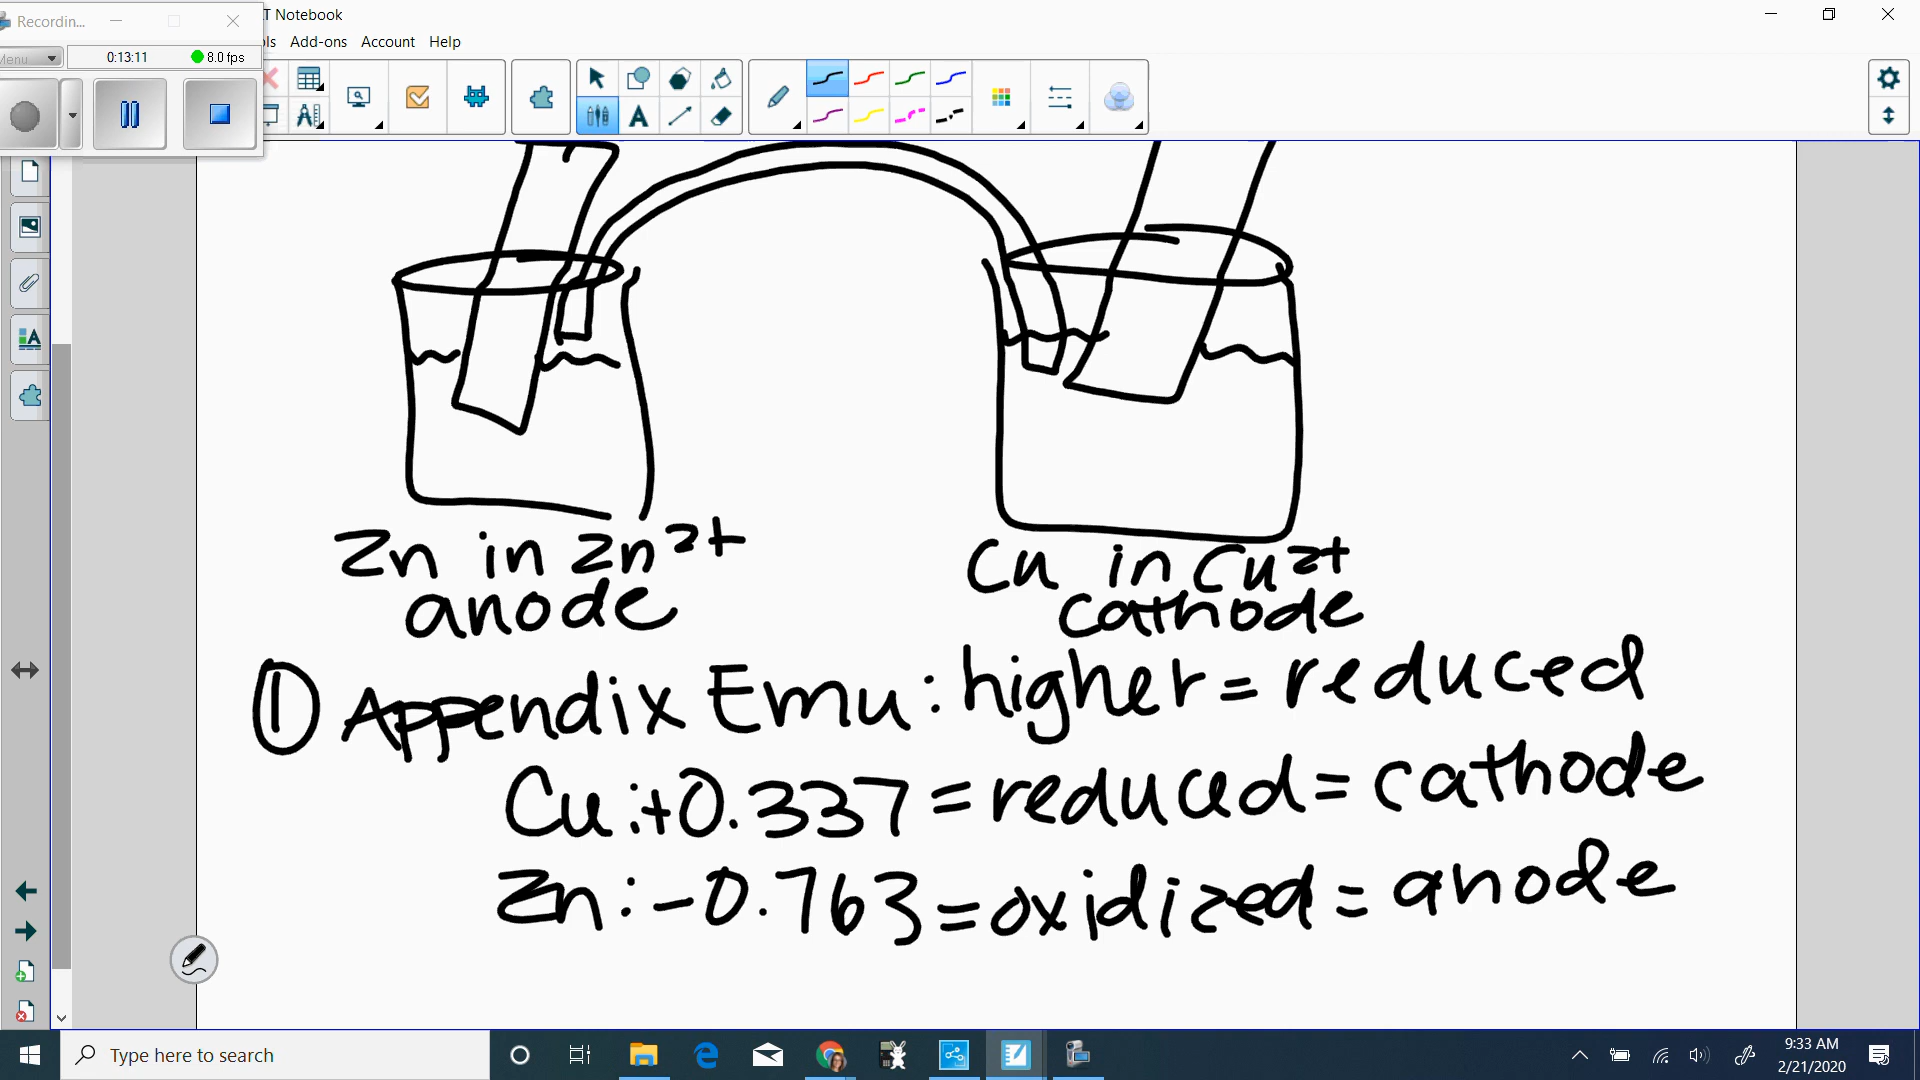 Recordin...
T Notebook
Menu
0:13:11
8.0 fps
ls Add-ons Account Help
Zn in Zn²⁺
anode
Cu in Cu²⁺
cathode
① Appendix Emu: higher = reduced
Cu: +0.337 = reduced = cathode
Zn: -0.763 = oxidized = anode
Type here to search
9:33 AM
2/21/2020